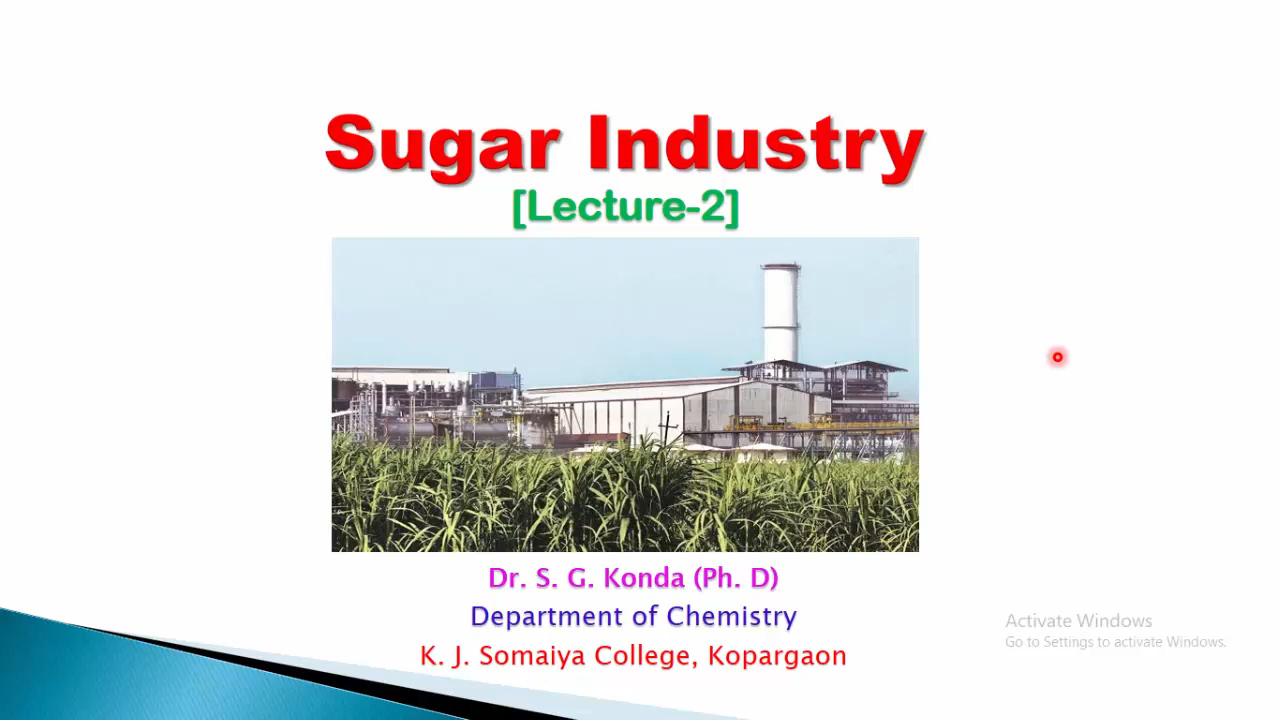 Sugar Industry
[Lecture-2]
Dr. S. G. Konda (Ph. D)
Department of Chemistry
K. J. Somaiya College, Kopargaon
Activate Windows
Go to Settings to activate Windows.